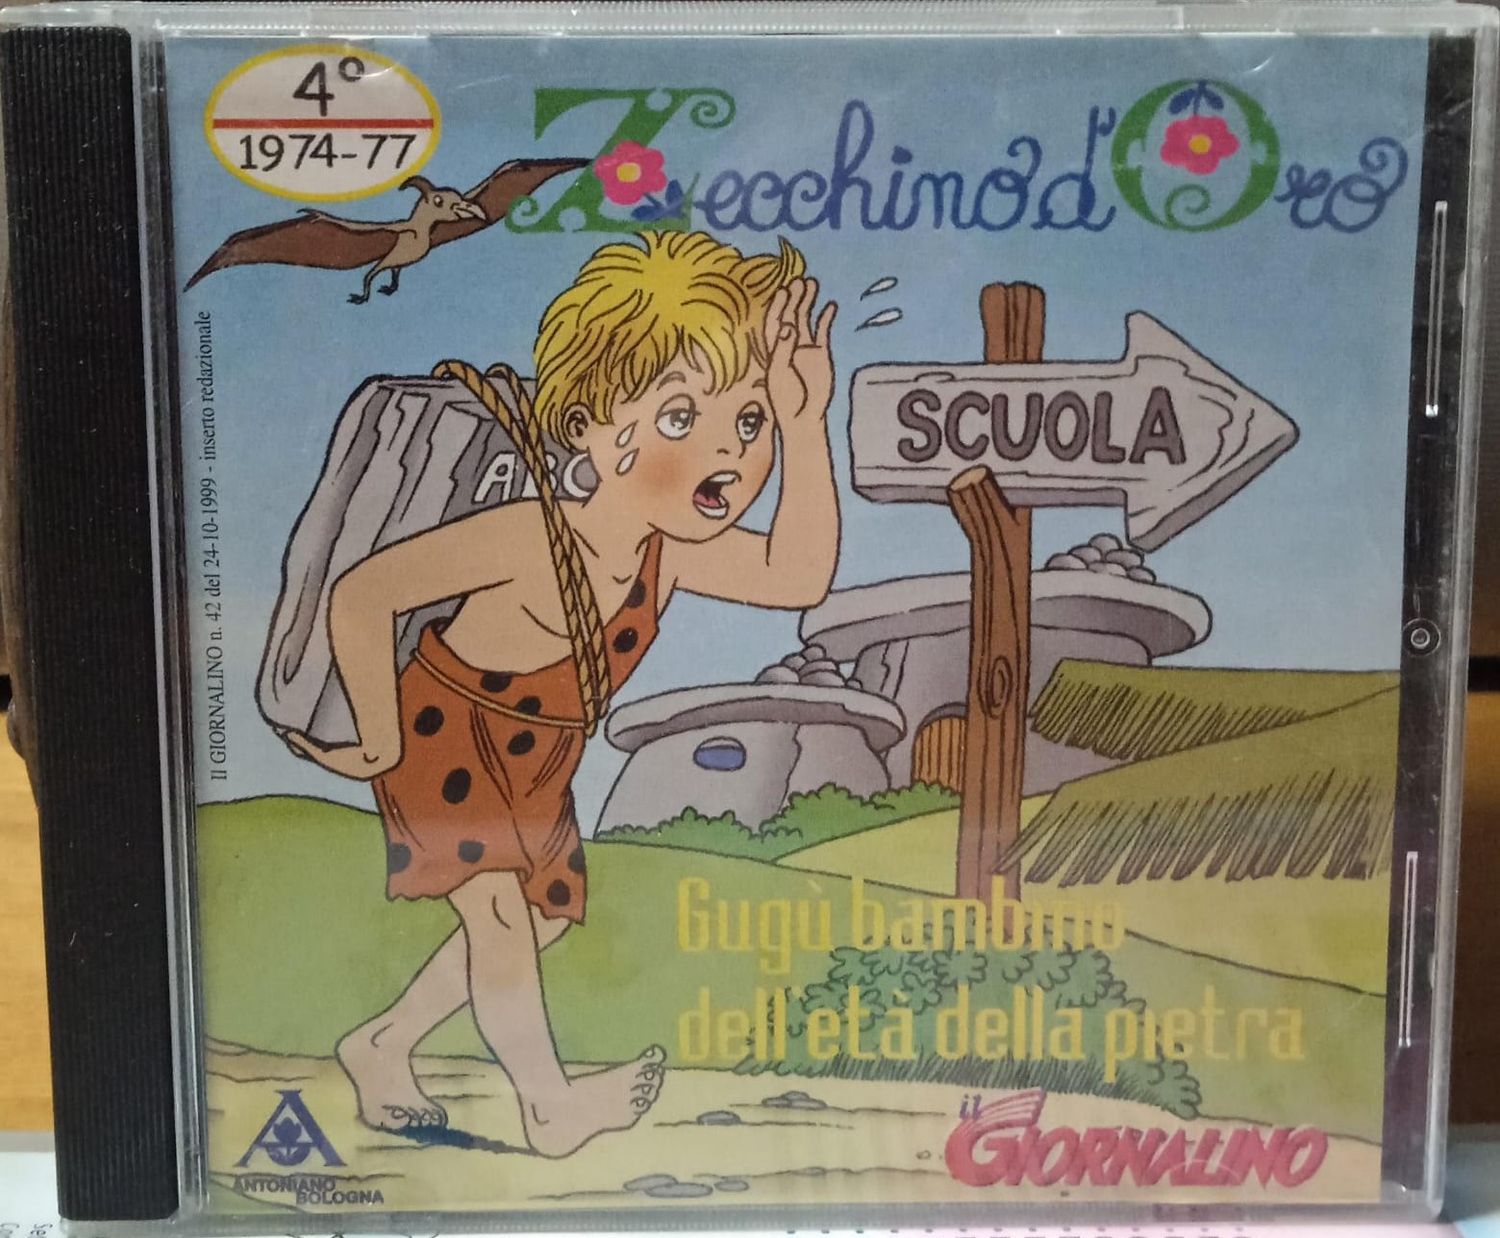 4°
1974-77
Zecchino d'Oro
Il GIORNALINO n. 42 del 24-10-1999 - inserto redazionale
ABC
SCUOLA
Gugù bambino
dell'età della pietra
il GIORNALINO
ANTONIANO
BOLOGNA